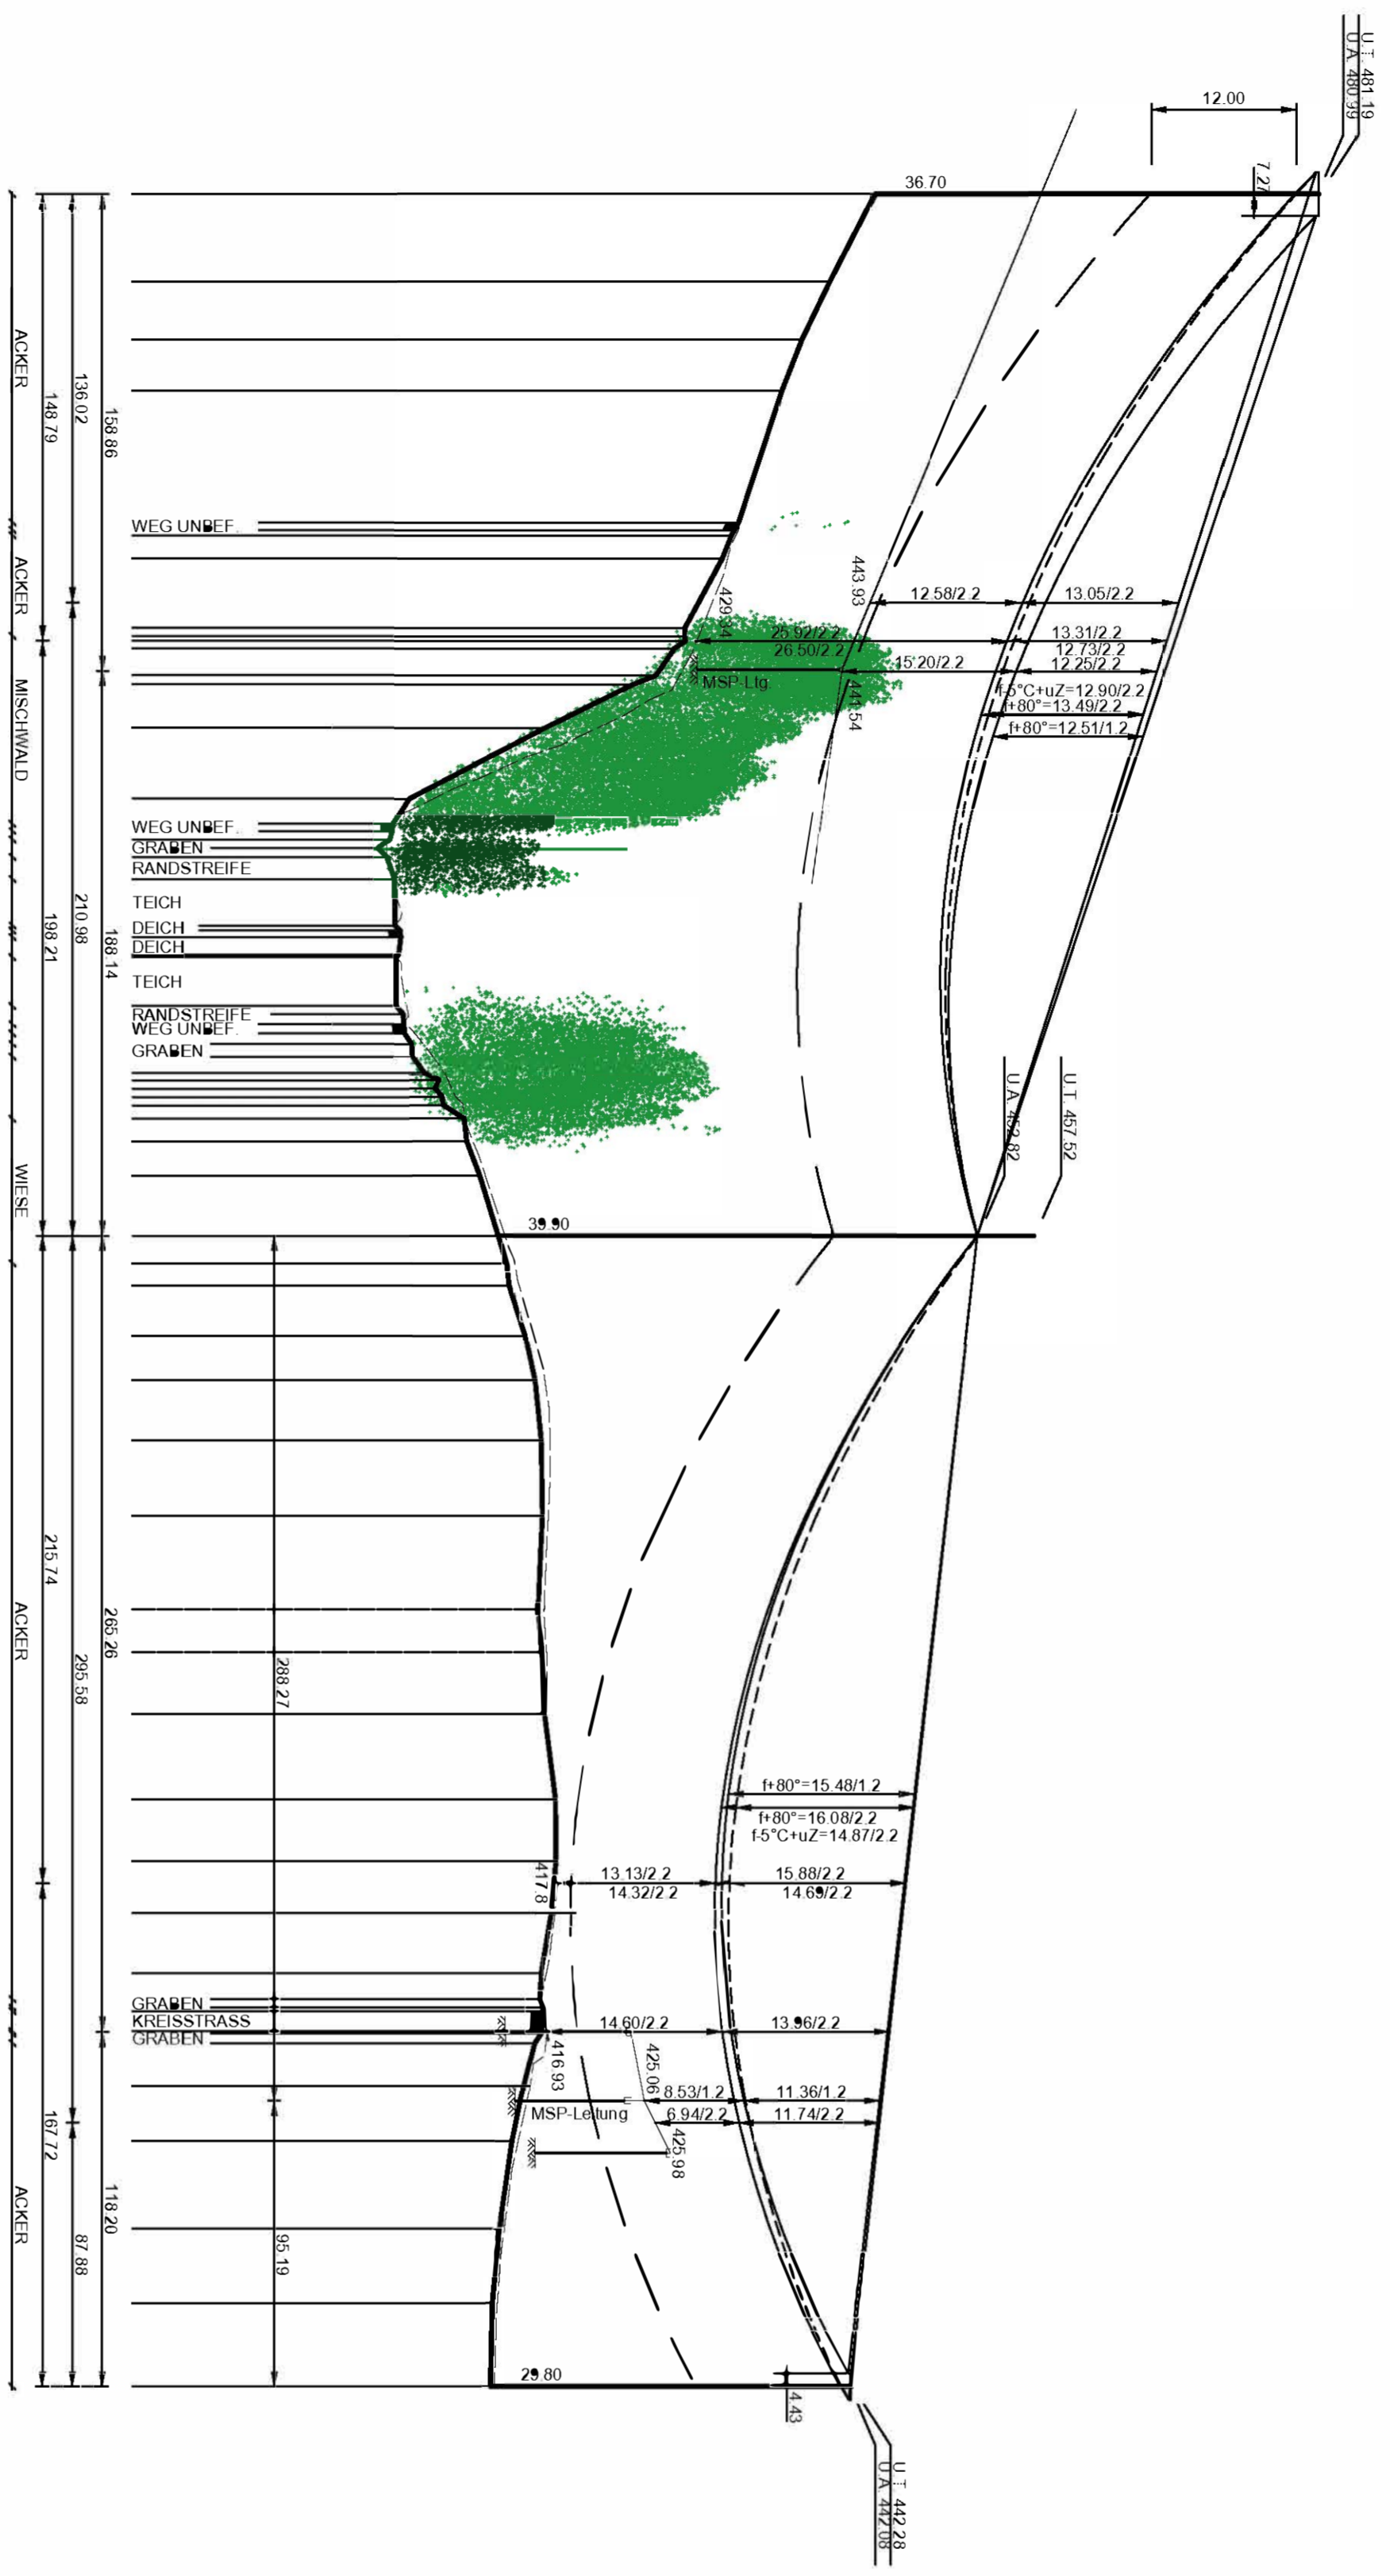 U.T. 481.19
U.A. 480.99
12.00
7.27
36.70
443.93
12.58/2.2
13.05/2.2
429.34
25.92/2.2
13.31/2.2
26.50/2.2
12.73/2.2
15.20/2.2
12.25/2.2
MSP-Ltg.
441.54
f-5°C+uZ=12.90/2.2
f+80°=13.49/2.2
f+80°=12.51/1.2
U.A. 452.82
U.T. 457.52
39.90
f+80°=15.48/1.2
f+80°=16.08/2.2
f-5°C+uZ=14.87/2.2
417.8
13.13/2.2
15.88/2.2
14.32/2.2
14.69/2.2
14.60/2.2
13.96/2.2
416.93
425.06
8.53/1.2
11.36/1.2
MSP-Leitung
6.94/2.2
11.74/2.2
425.98
29.80
4.43
U.T. 442.28
U.A. 442.08
WEG UNBEF.
WEG UNBEF.
GRABEN
RANDSTREIFE
TEICH
DEICH
DEICH
TEICH
RANDSTREIFE
WEG UNBEF.
GRABEN
GRABEN
KREISSTRASS
GRABEN
288.27
95.19
158.86
188.14
265.26
118.20
136.02
210.98
295.58
87.88
148.79
198.21
215.74
167.72
ACKER
ACKER
MISCHWALD
WIESE
ACKER
ACKER